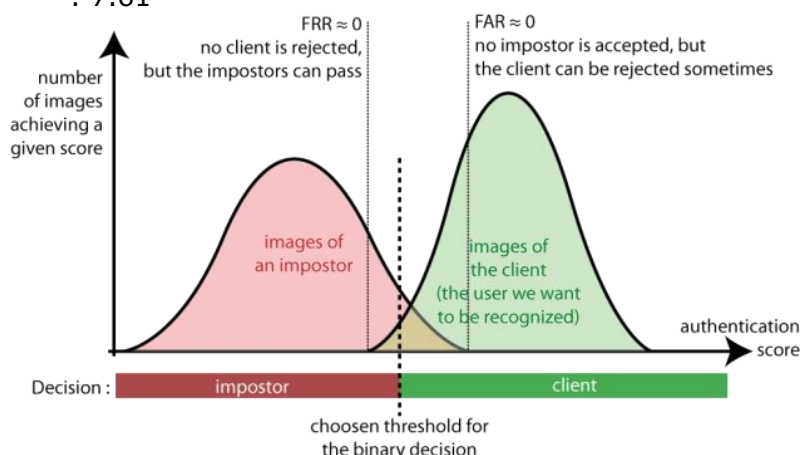 : 7.61
FRR ≈ 0
no client is rejected,
but the impostors can pass
FAR ≈ 0
no impostor is accepted, but
the client can be rejected sometimes
number
of images
achieving a
given score
images of
an impostor
images of
the client
(the user we want
to be recognized)
authentication
score
Decision :
impostor
client
choosen threshold for
the binary decision